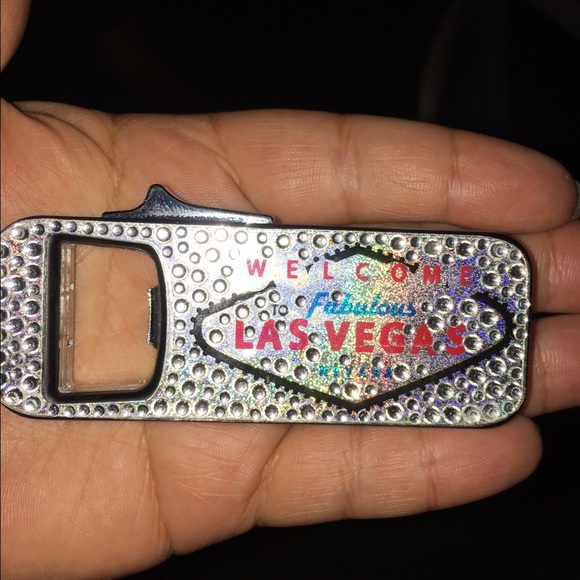 WELCOME
TO Fabulous
LAS VEGAS
NEVADA